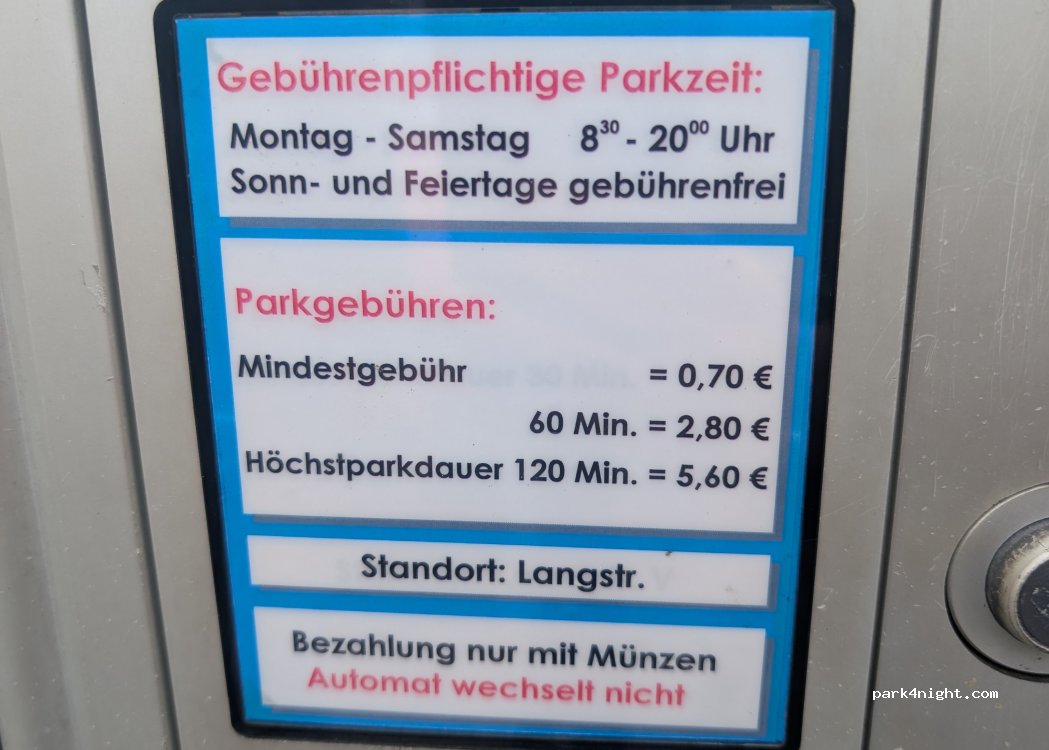 Gebührenpflichtige Parkzeit:
Montag - Samstag 8³⁰ - 20⁰⁰ Uhr
Sonn- und Feiertage gebührenfrei
Parkgebühren:
Mindestgebühr = 0,70 €
60 Min. = 2,80 €
Höchstparkdauer 120 Min. = 5,60 €
Standort: Langstr.
Bezahlung nur mit Münzen
Automat wechselt nicht
park4night.com